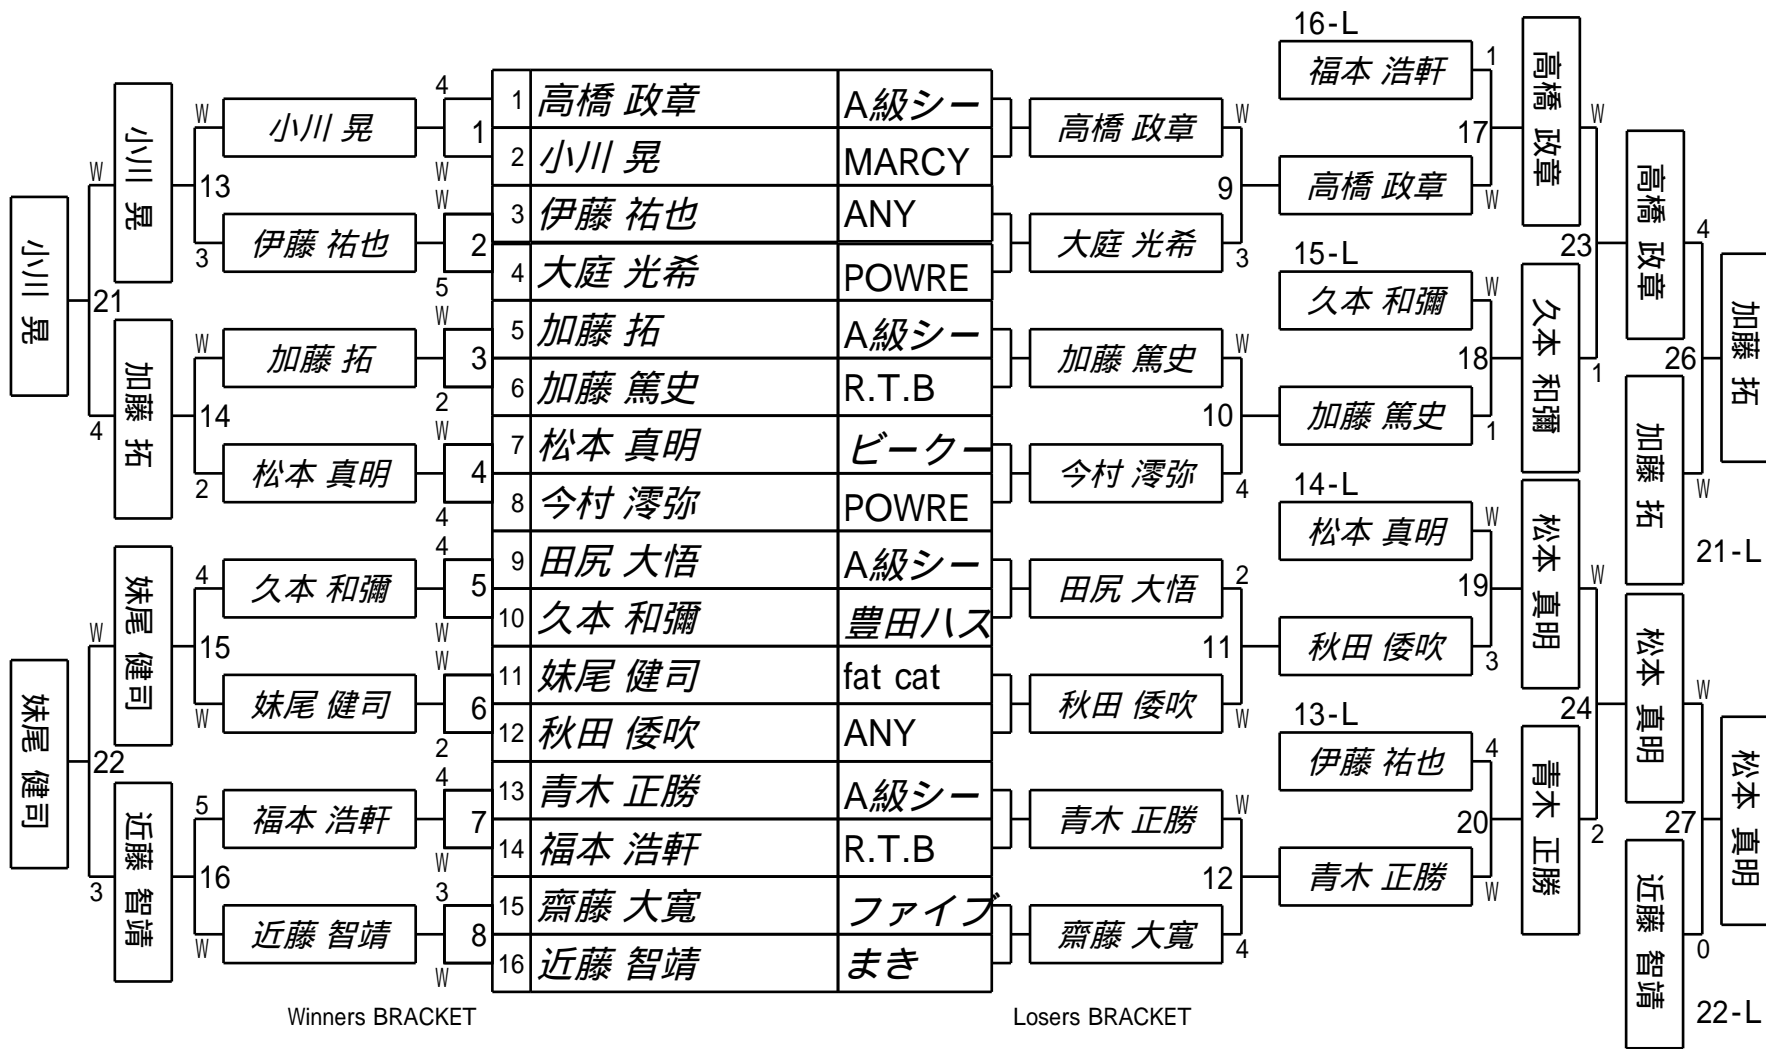 16-L
福本 浩軒
1
17
高橋 政章
W
高橋 政章
W
23
15-L
久本 和彌
W
18
加藤 篤史
1
久本 和彌
1
14-L
松本 真明
W
19
秋田 倭吹
3
松本 真明
W
24
13-L
伊藤 祐也
4
20
青木 正勝
W
青木 正勝
2
高橋 政章
4
26
加藤 拓
W
21-L
加藤 拓
松本 真明
W
27
近藤 智靖
0
22-L
松本 真明
1 高橋 政章 A級シー
2 小川 晃 MARCY
3 伊藤 祐也 ANY
4 大庭 光希 POWRE
5 加藤 拓 A級シー
6 加藤 篤史 R.T.B
7 松本 真明 ビークー
8 今村 澪弥 POWRE
9 田尻 大悟 A級シー
10 久本 和彌 豊田ハス
11 妹尾 健司 fat cat
12 秋田 倭吹 ANY
13 青木 正勝 A級シー
14 福本 浩軒 R.T.B
15 齋藤 大寛 ファイブ
16 近藤 智靖 まき
4
1
W
小川 晃
W
13
W
2
5
伊藤 祐也
3
W
3
2
加藤 拓
W
14
W
4
4
松本 真明
2
4
5
W
久本 和彌
4
15
W
6
2
妹尾 健司
W
4
7
W
福本 浩軒
5
16
3
8
W
近藤 智靖
W
小川 晃
W
21
加藤 拓
4
小川 晃
妹尾 健司
W
22
近藤 智靖
3
妹尾 健司
高橋 政章
W
9
大庭 光希
3
高橋 政章
加藤 篤史
W
10
今村 澪弥
4
田尻 大悟
2
11
秋田 倭吹
W
青木 正勝
W
12
齋藤 大寛
4
Winners BRACKET
Losers BRACKET